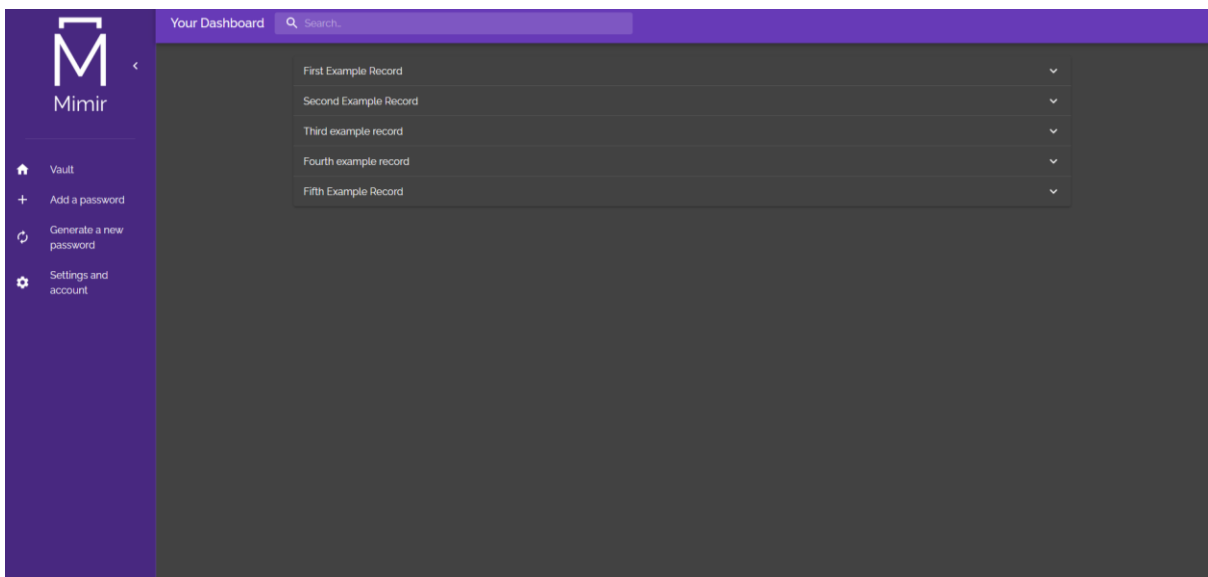 M
Mimir
Vault
Add a password
Generate a new
password
Settings and
account
Your Dashboard
Search…
First Example Record
Second Example Record
Third example record
Fourth example record
Fifth Example Record